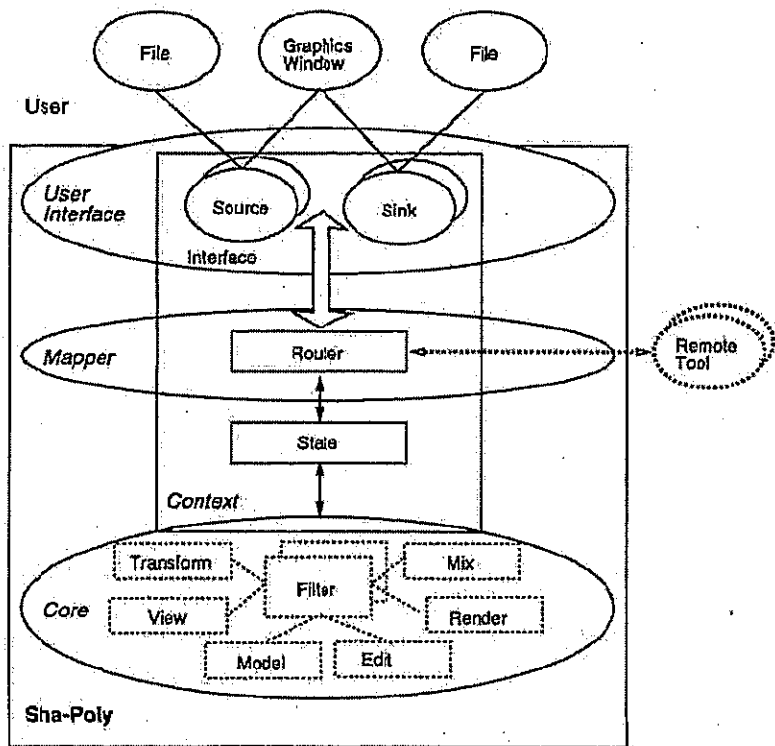 File
Graphics
Window
File
User
User
Interface
Source
Sink
Interface
Mapper
Router
Remote
Tool
State
Context
Transform
Mix
Filter
Core
View
Render
Model
Edit
Sha-Poly